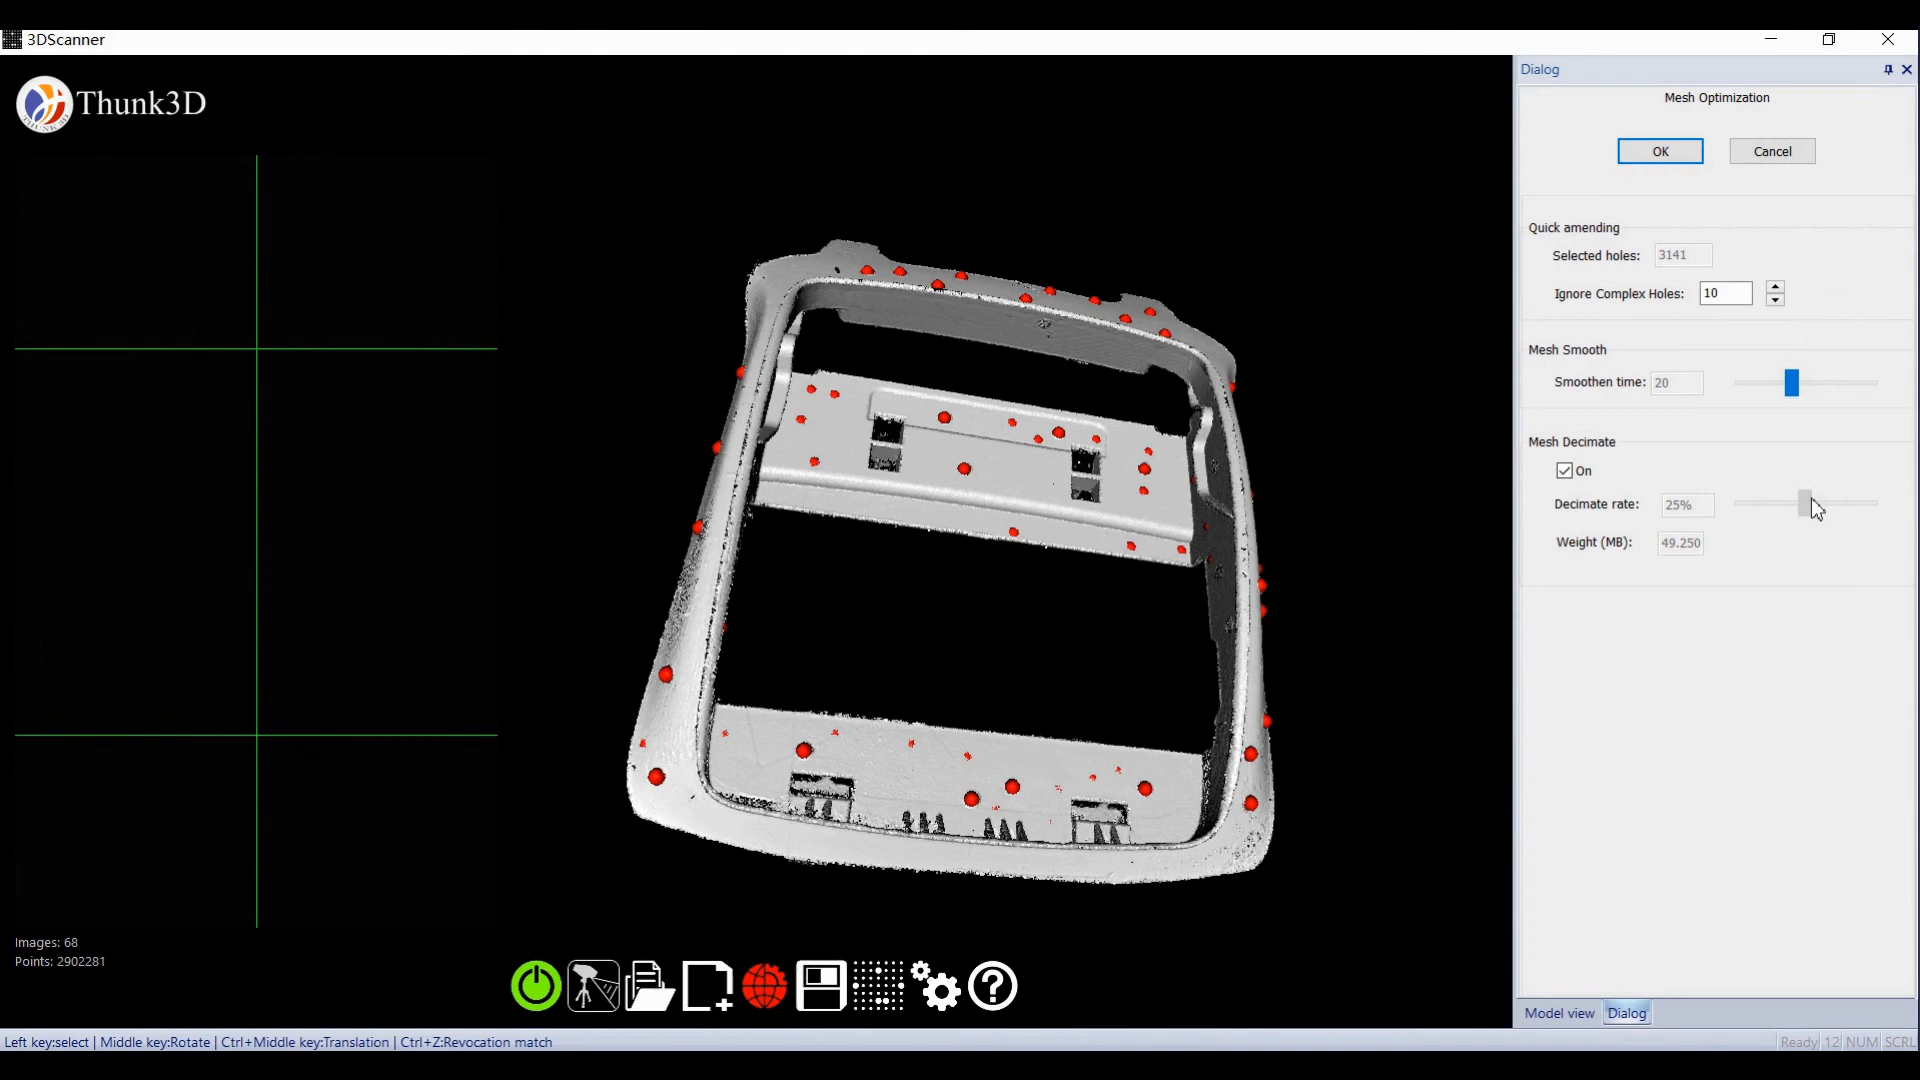 3DScanner
Thunk3D
THUNK3D
Dialog
Mesh Optimization
OK Cancel
Quick amending
Selected holes: 3141
Ignore Complex Holes: 10
Mesh Smooth
Smoothen time: 20
Mesh Decimate
On
Decimate rate: 25%
Weight (MB): 49.250
Images: 68
Points: 2902281
Model view Dialog
Left key:select | Middle key:Rotate | Ctrl+Middle key:Translation | Ctrl+Z:Revocation match
Ready 12 NUM SCRL